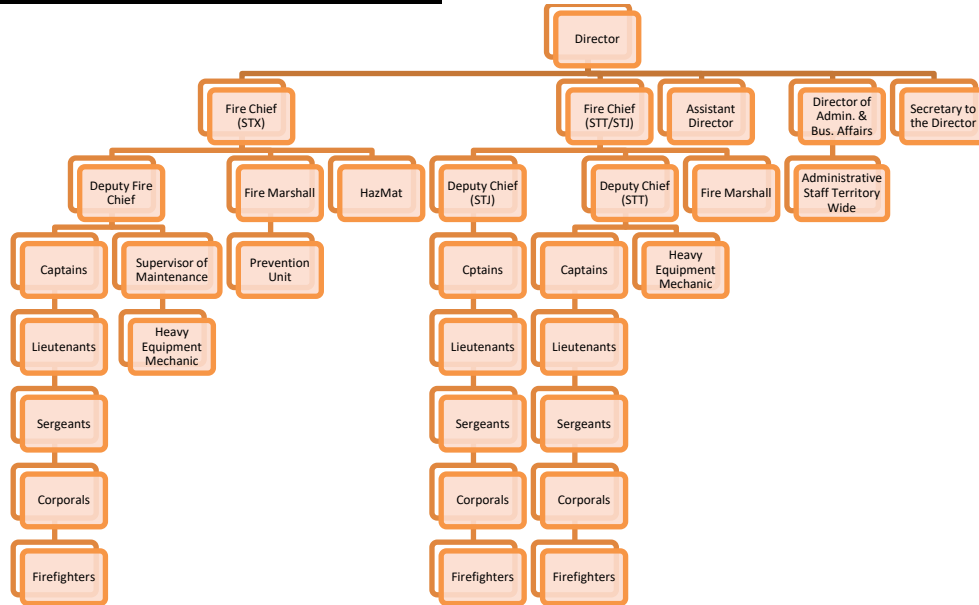 Director
Fire Chief
(STX)
Fire Chief
(STT/STJ)
Assistant
Director
Director of
Admin. &
Bus. Affairs
Secretary to
the Director
Deputy Fire
Chief
Fire Marshall
HazMat
Deputy Chief
(STJ)
Deputy Chief
(STT)
Fire Marshall
Administrative
Staff Territory
Wide
Captains
Supervisor of
Maintenance
Prevention
Unit
Cptains
Captains
Heavy
Equipment
Mechanic
Lieutenants
Heavy
Equipment
Mechanic
Lieutenants
Lieutenants
Sergeants
Sergeants
Sergeants
Corporals
Corporals
Corporals
Firefighters
Firefighters
Firefighters